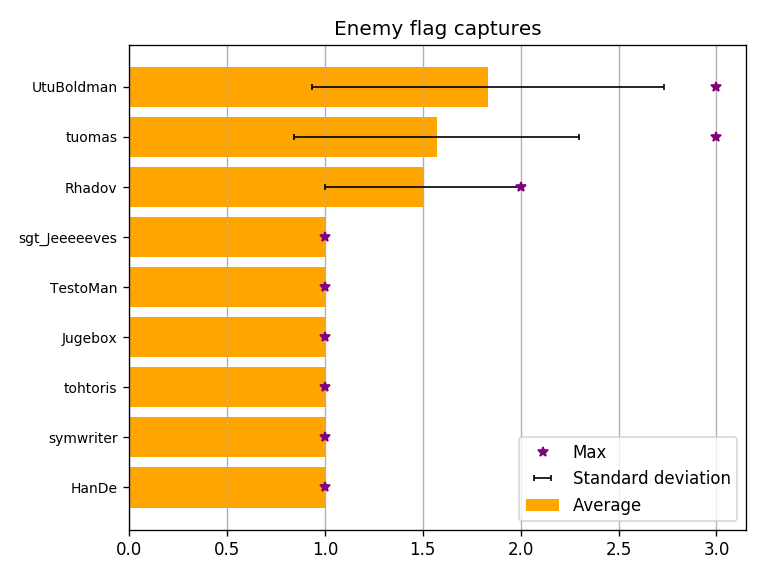 Enemy flag captures
UtuBoldman
tuomas
Rhadov
sgt_Jeeeeeves
TestoMan
Jugebox
tohtoris
symwriter
HanDe
Max
Standard deviation
Average
0.0 0.5 1.0 1.5 2.0 2.5 3.0